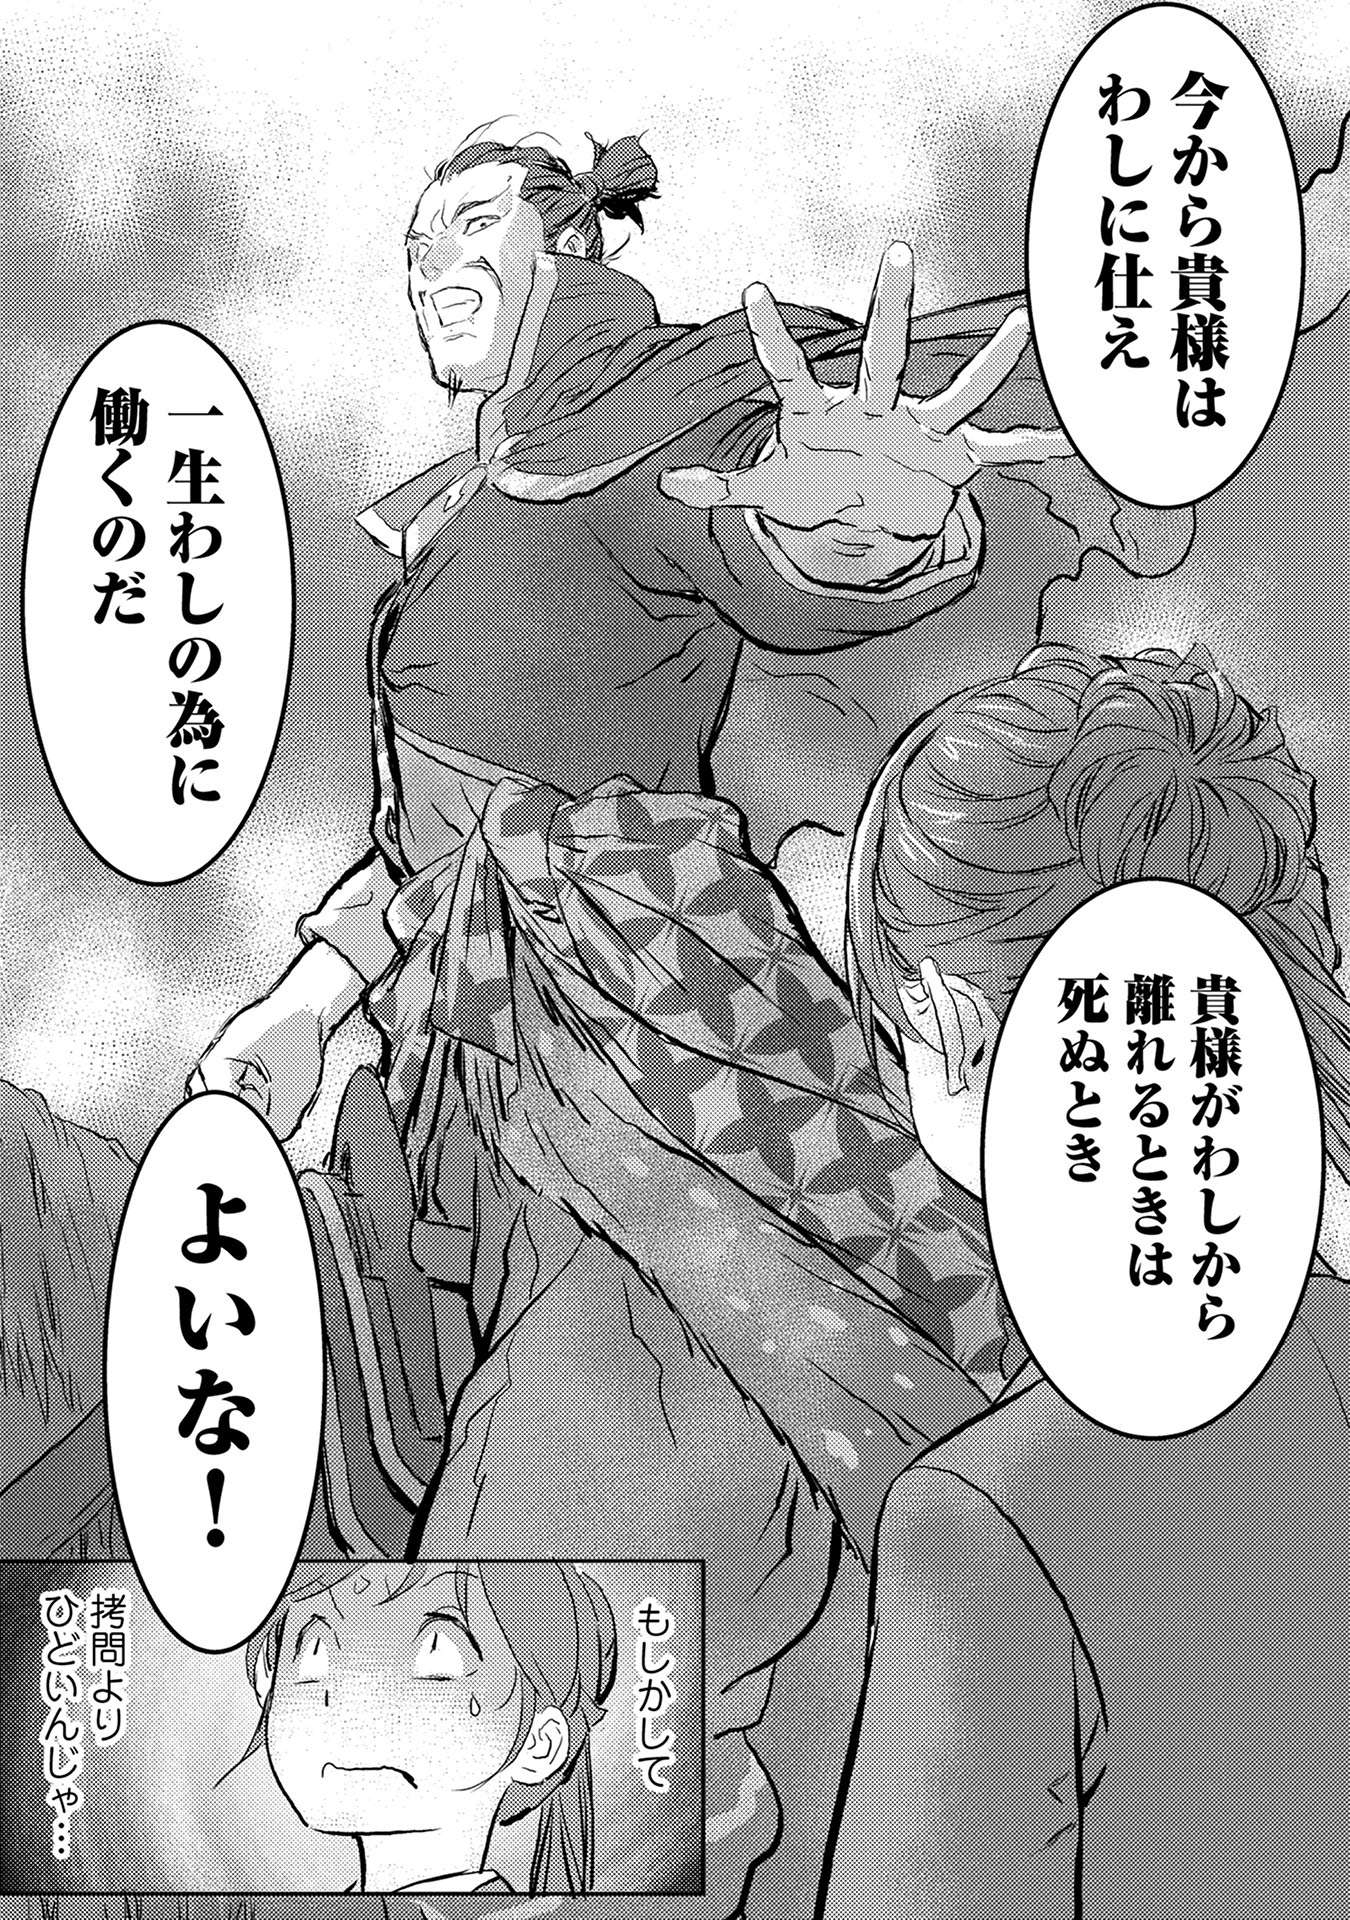 今から貴様は
わしに仕え
一生わしの為に
働くのだ
貴様がわしから
離れるときは
死ぬとき
よいな！
もしかして
拷問より
ひどいんじゃ…